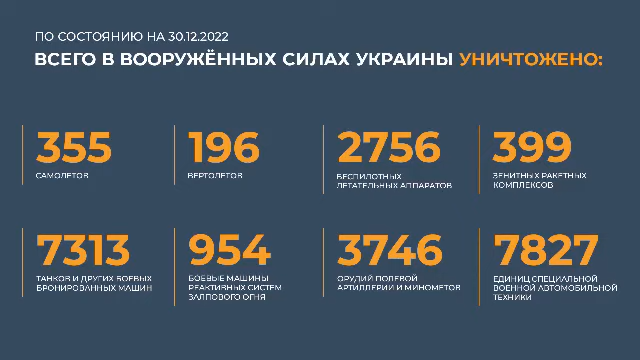 ПО СОСТОЯНИЮ НА 30.12.2022
ВСЕГО В ВООРУЖЁННЫХ СИЛАХ УКРАИНЫ УНИЧТОЖЕНО:
355
САМОЛЕТОВ
196
ВЕРТОЛЕТОВ
2756
БЕСПИЛОТНЫХ
ЛЕТАТЕЛЬНЫХ АППАРАТОВ
399
ЗЕНИТНЫХ РАКЕТНЫХ
КОМПЛЕКСОВ
7313
ТАНКОВ И ДРУГИХ БОЕВЫХ
БРОНИРОВАННЫХ МАШИН
954
БОЕВЫЕ МАШИНЫ
РЕАКТИВНЫХ СИСТЕМ
ЗАЛПОВОГО ОГНЯ
3746
ОРУДИЙ ПОЛЕВОЙ
АРТИЛЛЕРИИ И МИНОМЕТОВ
7827
ЕДИНИЦ СПЕЦИАЛЬНОЙ
ВОЕННОЙ АВТОМОБИЛЬНОЙ
ТЕХНИКИ